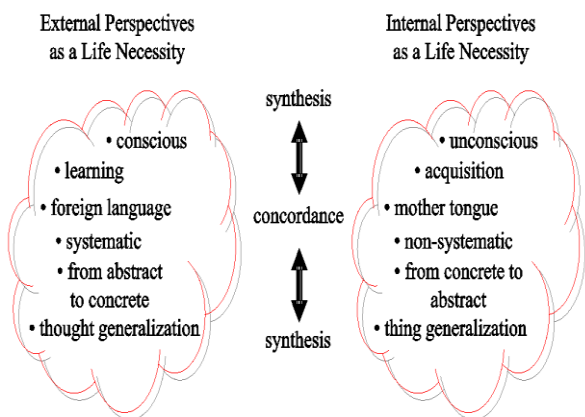 External Perspectives
as a Life Necessity
• conscious
• learning
• foreign language
• systematic
• from abstract
to concrete
• thought generalization
synthesis
concordance
synthesis
Internal Perspectives
as a Life Necessity
• unconscious
• acquisition
• mother tongue
• non-systematic
• from concrete to
abstract
• thing generalization